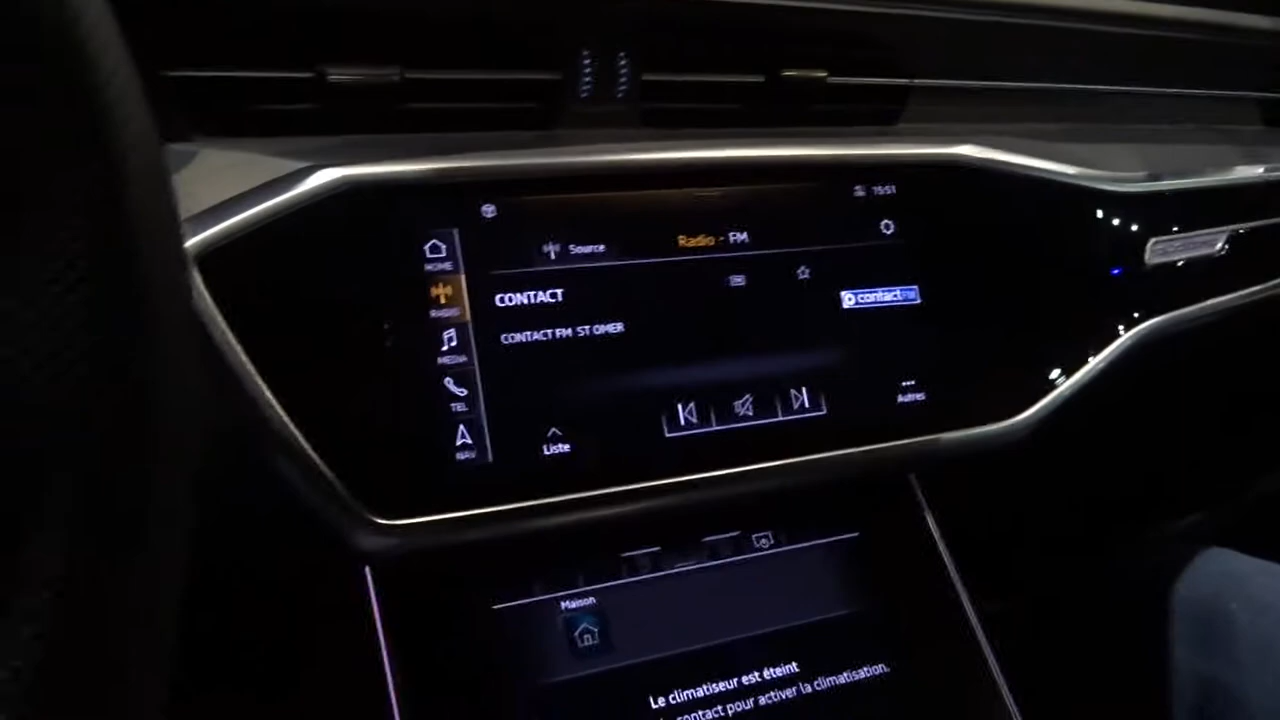 15:51
Source
Radio - FM
HOME
CONTACT
contact FM
RADIO
CONTACT FM ST OMER
MEDIA
TEL
Autres
NAV
Liste
Maison
Le climatiseur est éteint
contact pour activer la climatisation.